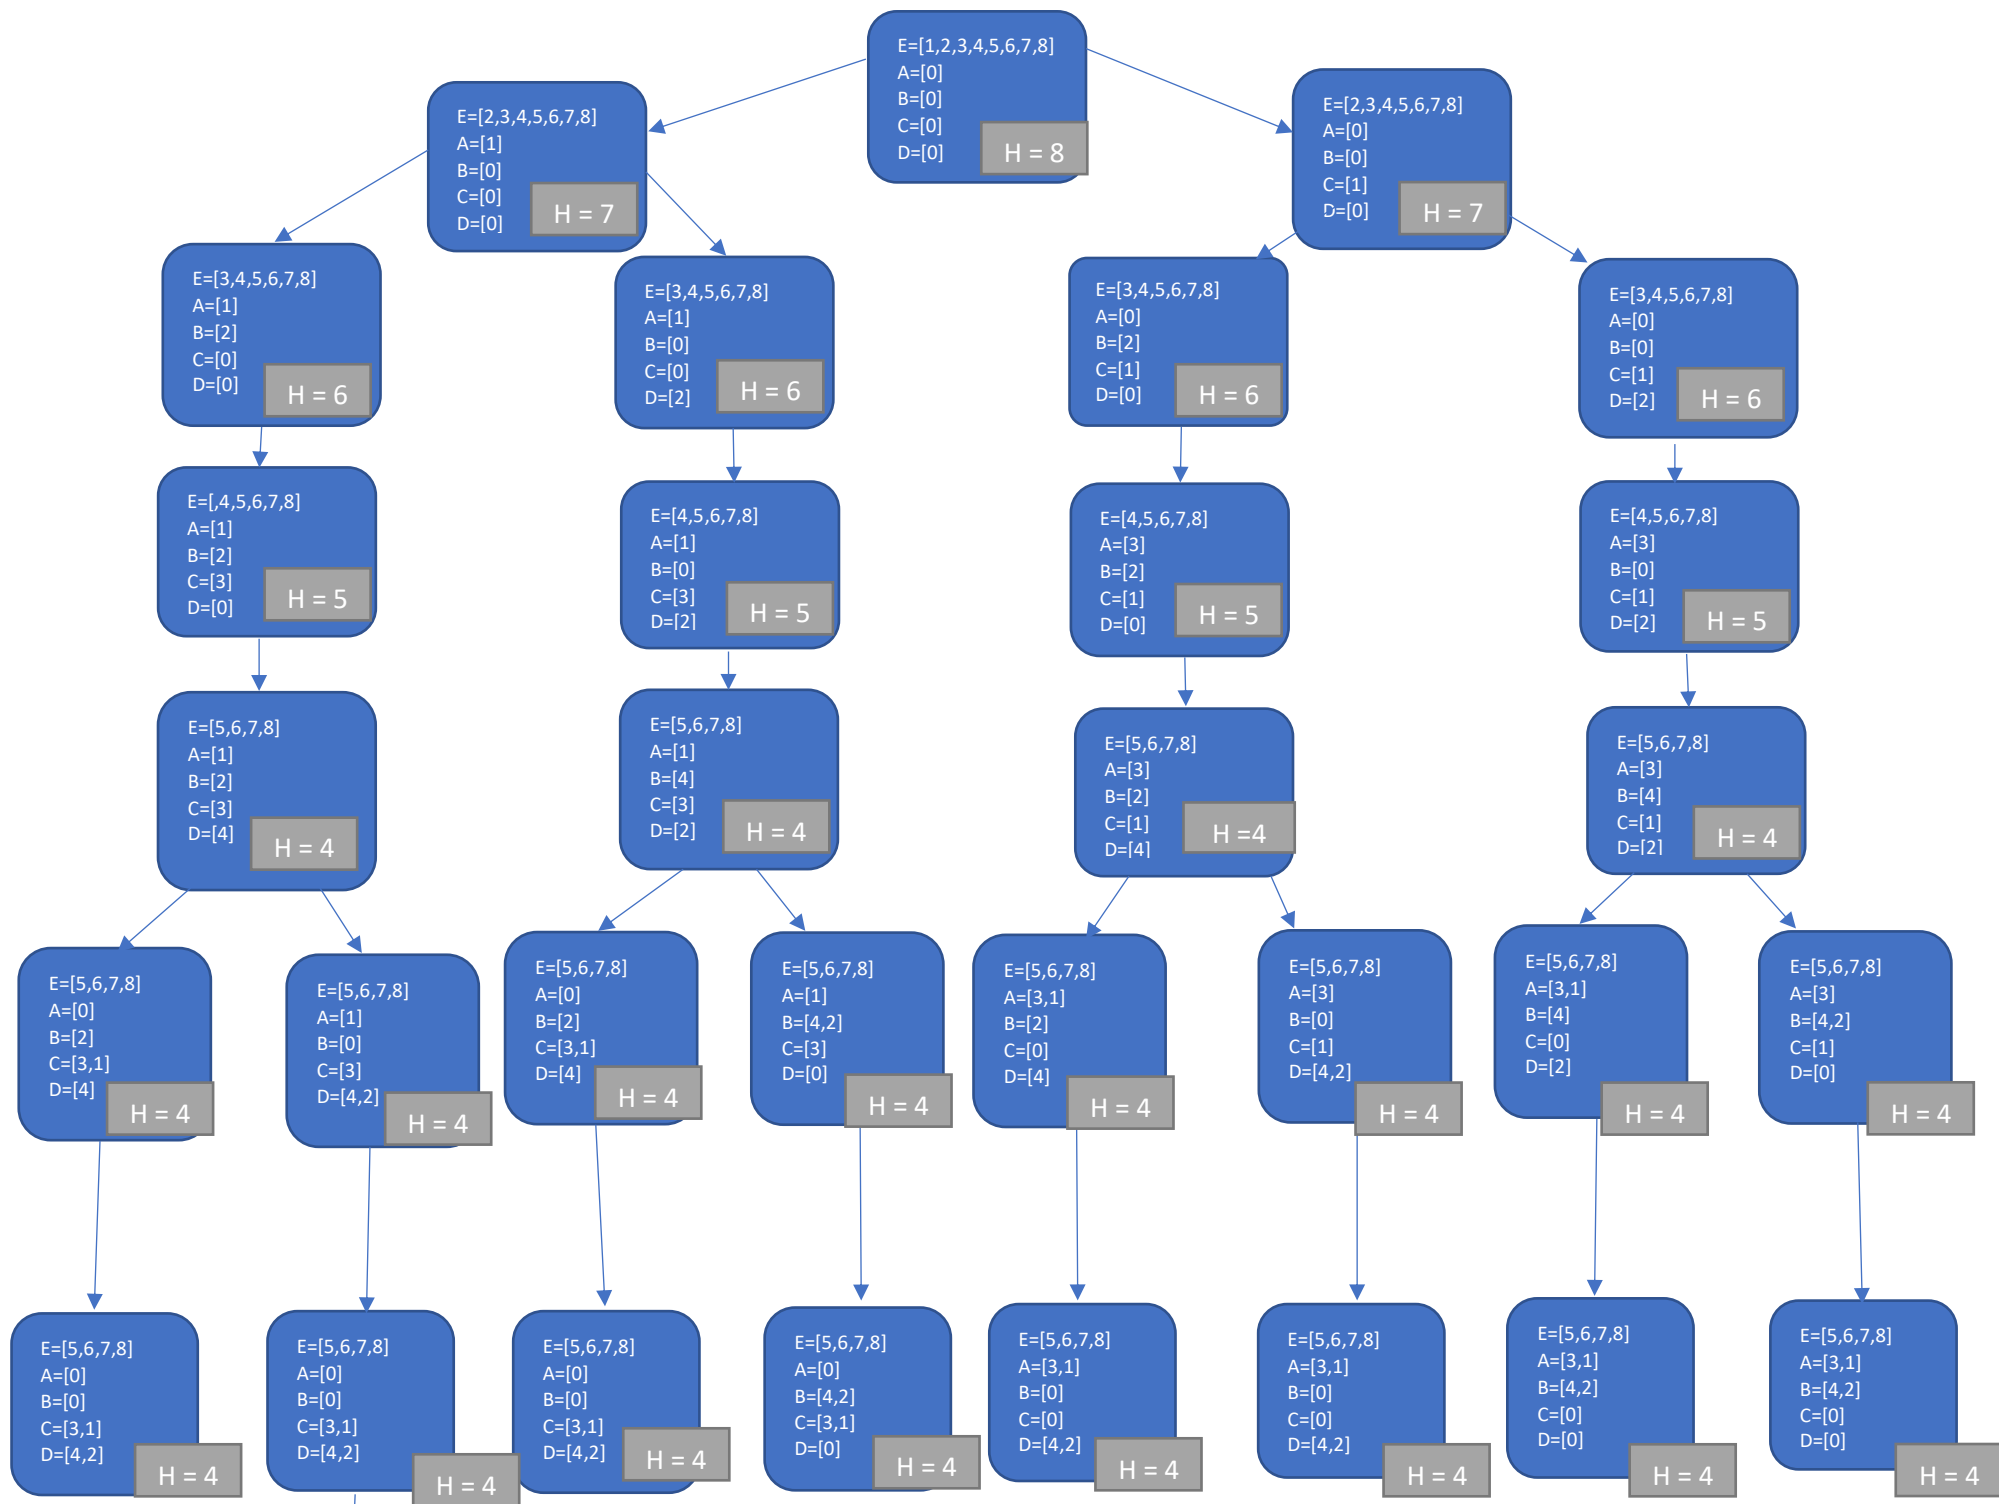 E=[1,2,3,4,5,6,7,8]
A=[0]
B=[0]
C=[0]
D=[0]
H = 8
E=[2,3,4,5,6,7,8]
A=[1]
B=[0]
C=[0]
D=[0]
H = 7
E=[2,3,4,5,6,7,8]
A=[0]
B=[0]
C=[1]
D=[0]
H = 7
E=[3,4,5,6,7,8]
A=[1]
B=[2]
C=[0]
D=[0]
H = 6
E=[3,4,5,6,7,8]
A=[1]
B=[0]
C=[0]
D=[2]
H = 6
E=[3,4,5,6,7,8]
A=[0]
B=[2]
C=[1]
D=[0]
H = 6
E=[3,4,5,6,7,8]
A=[0]
B=[0]
C=[1]
D=[2]
H = 6
E=[,4,5,6,7,8]
A=[1]
B=[2]
C=[3]
D=[0]
H = 5
E=[4,5,6,7,8]
A=[1]
B=[0]
C=[3]
D=[2]
H = 5
E=[4,5,6,7,8]
A=[3]
B=[2]
C=[1]
D=[0]
H = 5
E=[4,5,6,7,8]
A=[3]
B=[0]
C=[1]
D=[2]
H = 5
E=[5,6,7,8]
A=[1]
B=[2]
C=[3]
D=[4]
H = 4
E=[5,6,7,8]
A=[1]
B=[4]
C=[3]
D=[2]
H = 4
E=[5,6,7,8]
A=[3]
B=[2]
C=[1]
D=[4]
H =4
E=[5,6,7,8]
A=[3]
B=[4]
C=[1]
D=[2]
H = 4
E=[5,6,7,8]
A=[0]
B=[2]
C=[3,1]
D=[4]
H = 4
E=[5,6,7,8]
A=[1]
B=[0]
C=[3]
D=[4,2]
H = 4
E=[5,6,7,8]
A=[0]
B=[2]
C=[3,1]
D=[4]
H = 4
E=[5,6,7,8]
A=[1]
B=[4,2]
C=[3]
D=[0]
H = 4
E=[5,6,7,8]
A=[3,1]
B=[2]
C=[0]
D=[4]
H = 4
E=[5,6,7,8]
A=[3]
B=[0]
C=[1]
D=[4,2]
H = 4
E=[5,6,7,8]
A=[3,1]
B=[4]
C=[0]
D=[2]
H = 4
E=[5,6,7,8]
A=[3]
B=[4,2]
C=[1]
D=[0]
H = 4
E=[5,6,7,8]
A=[0]
B=[0]
C=[3,1]
D=[4,2]
H = 4
E=[5,6,7,8]
A=[0]
B=[0]
C=[3,1]
D=[4,2]
H = 4
E=[5,6,7,8]
A=[0]
B=[0]
C=[3,1]
D=[4,2]
H = 4
E=[5,6,7,8]
A=[0]
B=[4,2]
C=[3,1]
D=[0]
H = 4
E=[5,6,7,8]
A=[3,1]
B=[0]
C=[0]
D=[4,2]
H = 4
E=[5,6,7,8]
A=[3,1]
B=[0]
C=[0]
D=[4,2]
H = 4
E=[5,6,7,8]
A=[3,1]
B=[4,2]
C=[0]
D=[0]
H = 4
E=[5,6,7,8]
A=[3,1]
B=[4,2]
C=[0]
D=[0]
H = 4